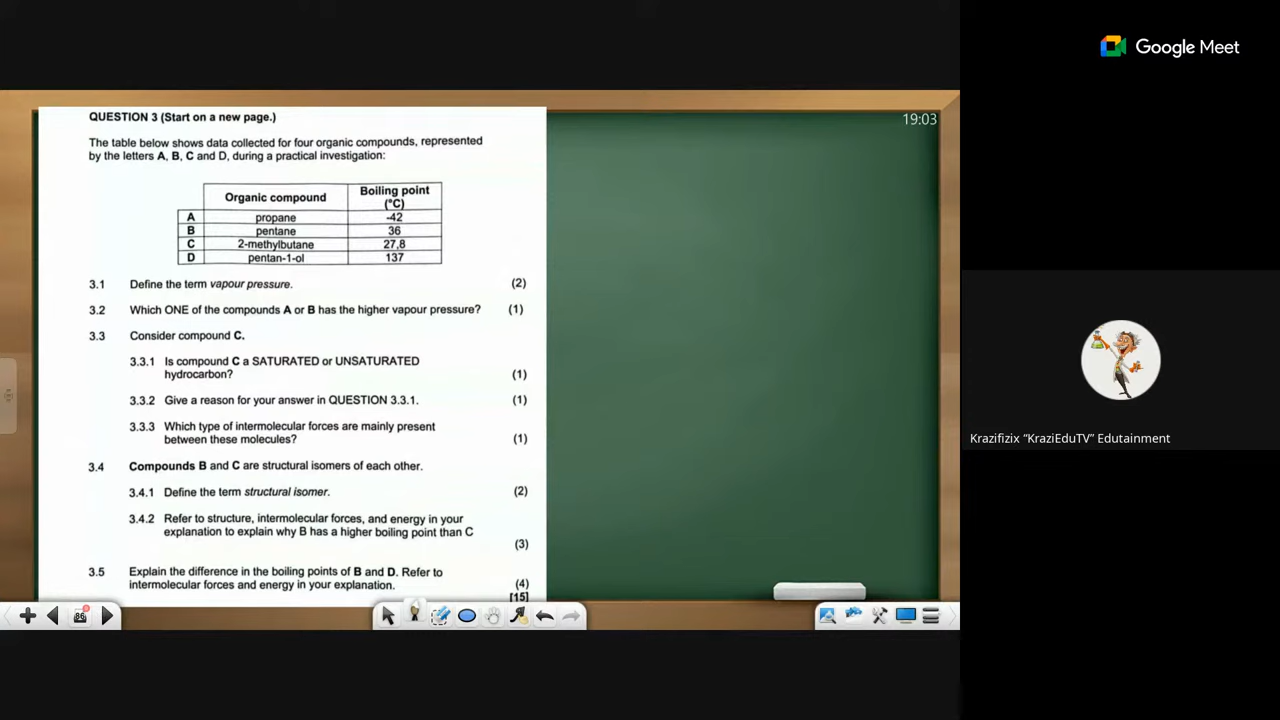 Google Meet
19:03
QUESTION 3 (Start on a new page.)
The table below shows data collected for four organic compounds, represented
by the letters A, B, C and D, during a practical investigation:
Organic compound Boiling point (°C)
A propane -42
B pentane 36
C 2-methylbutane 27,8
D pentan-1-ol 137
3.1 Define the term vapour pressure. (2)
3.2 Which ONE of the compounds A or B has the higher vapour pressure? (1)
3.3 Consider compound C.
3.3.1 Is compound C a SATURATED or UNSATURATED
hydrocarbon? (1)
3.3.2 Give a reason for your answer in QUESTION 3.3.1. (1)
3.3.3 Which type of intermolecular forces are mainly present
between these molecules? (1)
3.4 Compounds B and C are structural isomers of each other.
3.4.1 Define the term structural isomer. (2)
3.4.2 Refer to structure, intermolecular forces, and energy in your
explanation to explain why B has a higher boiling point than C
(3)
3.5 Explain the difference in the boiling points of B and D. Refer to
intermolecular forces and energy in your explanation. (4)
[15]
86
Krazifizix “KraziEduTV” Edutainment